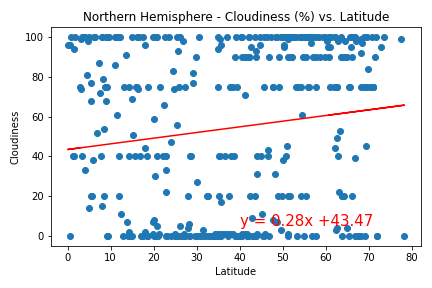 Northern Hemisphere - Cloudiness (%) vs. Latitude
100
80
60
40
20
0
Cloudiness
y = 0.28x +43.47
0 10 20 30 40 50 60 70 80
Latitude